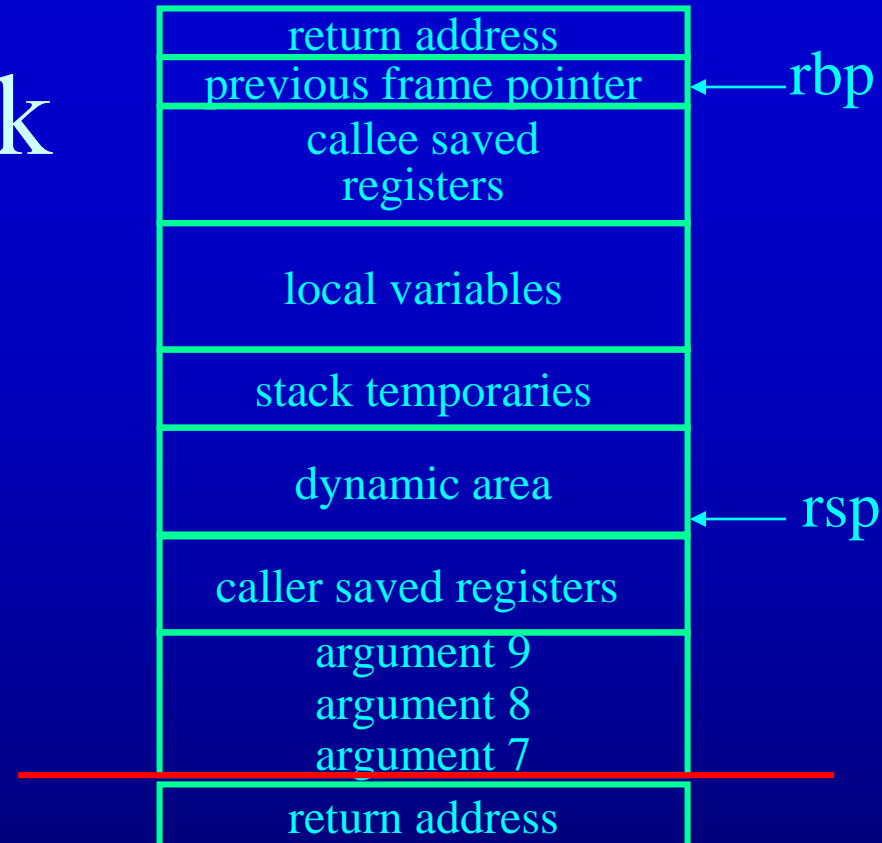 return address
previous frame pointer
rbp
k
callee saved
registers
local variables
stack temporaries
dynamic area
rsp
caller saved registers
argument 9
argument 8
argument 7
return address